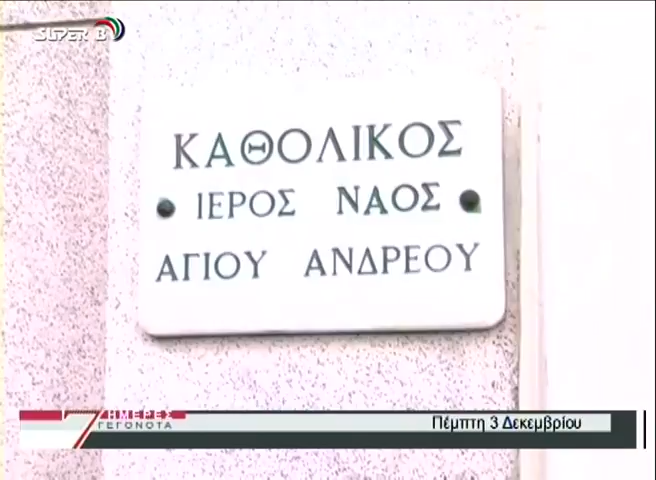 SUPER B
ΚΑΘΟΛΙΚΟΣ
ΙΕΡΟΣ ΝΑΟΣ
ΑΓΙΟΥ ΑΝΔΡΕΟΥ
7 ΗΜΕΡΕΣ
ΓΕΓΟΝΟΤΑ
Πέμπτη 3 Δεκεμβρίου